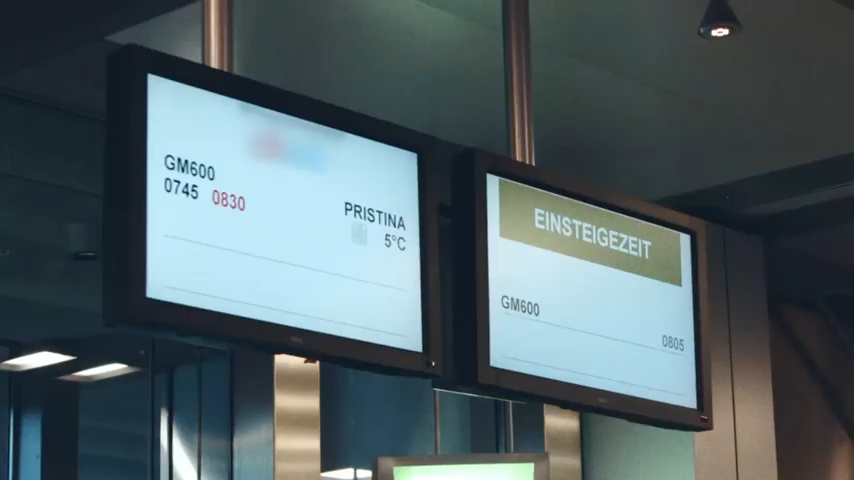 GM600
0745 0830
PRISTINA
5°C
EINSTEIGEZEIT
GM600
0805